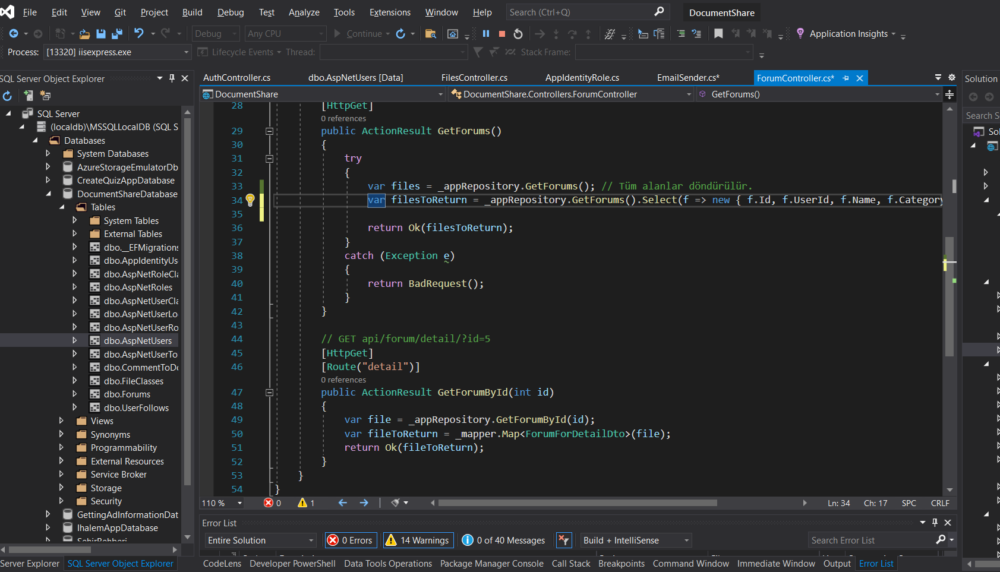 File Edit View Git Project Build Debug Test Analyze Tools Extensions Window Help Search (Ctrl+Q) DocumentShare
Debug Any CPU Continue Application Insights
Process: [13320] iisexpress.exe Lifecycle Events Thread: Stack Frame:
SQL Server Object Explorer
SQL Server
(localdb)\MSSQLLocalDB (SQL S
Databases
System Databases
AzureStorageEmulatorDb
CreateQuizAppDatabase
DocumentShareDatabase
Tables
System Tables
External Tables
dbo.__EFMigrations
dbo.AppIdentityUs
dbo.AspNetRoleCla
dbo.AspNetRoles
dbo.AspNetUserCla
dbo.AspNetUserLo
dbo.AspNetUserRo
dbo.AspNetUsers
dbo.AspNetUserTo
dbo.CommentToDo
dbo.FileClasses
dbo.Forums
dbo.UserFollows
Views
Synonyms
Programmability
External Resources
Service Broker
Storage
Security
GettingAdInformationDat
IhalemAppDatabase
SehirRehberi
Server Explorer SQL Server Object Explorer
AuthController.cs dbo.AspNetUsers [Data] FilesController.cs AppIdentityRole.cs EmailSender.cs* ForumController.cs*
DocumentShare DocumentShare.Controllers.ForumController GetForums()
28 [HttpGet]
0 references
29 public ActionResult GetForums()
30 {
31 try
32 {
33 var files = _appRepository.GetForums(); // Tüm alanlar döndürülür.
34 var filesToReturn = _appRepository.GetForums().Select(f => new { f.Id, f.UserId, f.Name, f.Category
35
36 return Ok(filesToReturn);
37 }
38 catch (Exception e)
39 {
40 return BadRequest();
41 }
42 }
43
44 // GET api/forum/detail/?id=5
45 [HttpGet]
46 [Route("detail")]
0 references
47 public ActionResult GetForumById(int id)
48 {
49 var file = _appRepository.GetForumById(id);
50 var fileToReturn = _mapper.Map<ForumForDetailDto>(file);
51 return Ok(fileToReturn);
52 }
53 }
54 }
110 % 0 1 Ln: 34 Ch: 17 SPC CRLF
Error List
Entire Solution 0 Errors 14 Warnings 0 of 40 Messages Build + IntelliSense Search Error List
CodeLens Developer PowerShell Data Tools Operations Package Manager Console Call Stack Breakpoints Command Window Immediate Window Output Error List
Solution
Search S
Sol